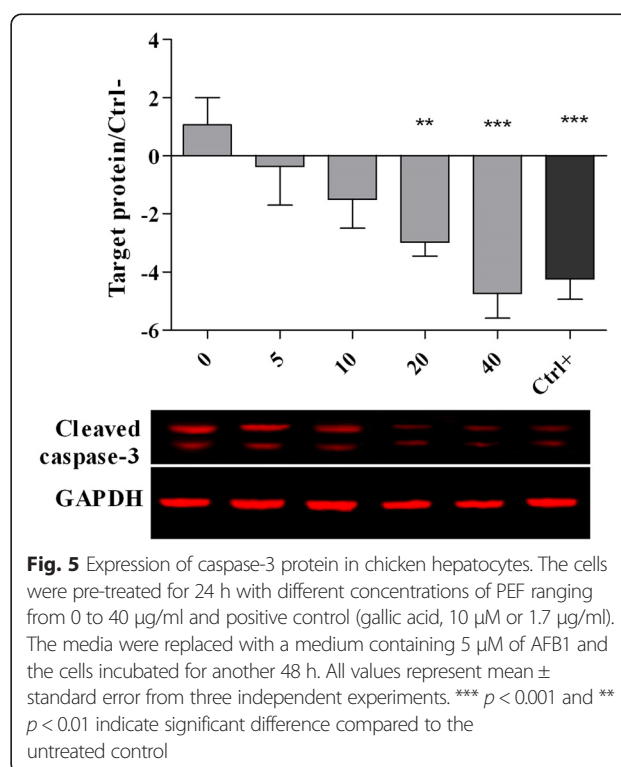 4
2
0
-2
-4
-6
Target protein/Ctrl-
** *** ***
0 5 10 20 40 Ctrl+
Cleaved
caspase-3
GAPDH
Fig. 5 Expression of caspase-3 protein in chicken hepatocytes. The cells
were pre-treated for 24 h with different concentrations of PEF ranging
from 0 to 40 μg/ml and positive control (gallic acid, 10 μM or 1.7 μg/ml).
The media were replaced with a medium containing 5 μM of AFB1 and
the cells incubated for another 48 h. All values represent mean ±
standard error from three independent experiments. *** p < 0.001 and **
p < 0.01 indicate significant difference compared to the
untreated control